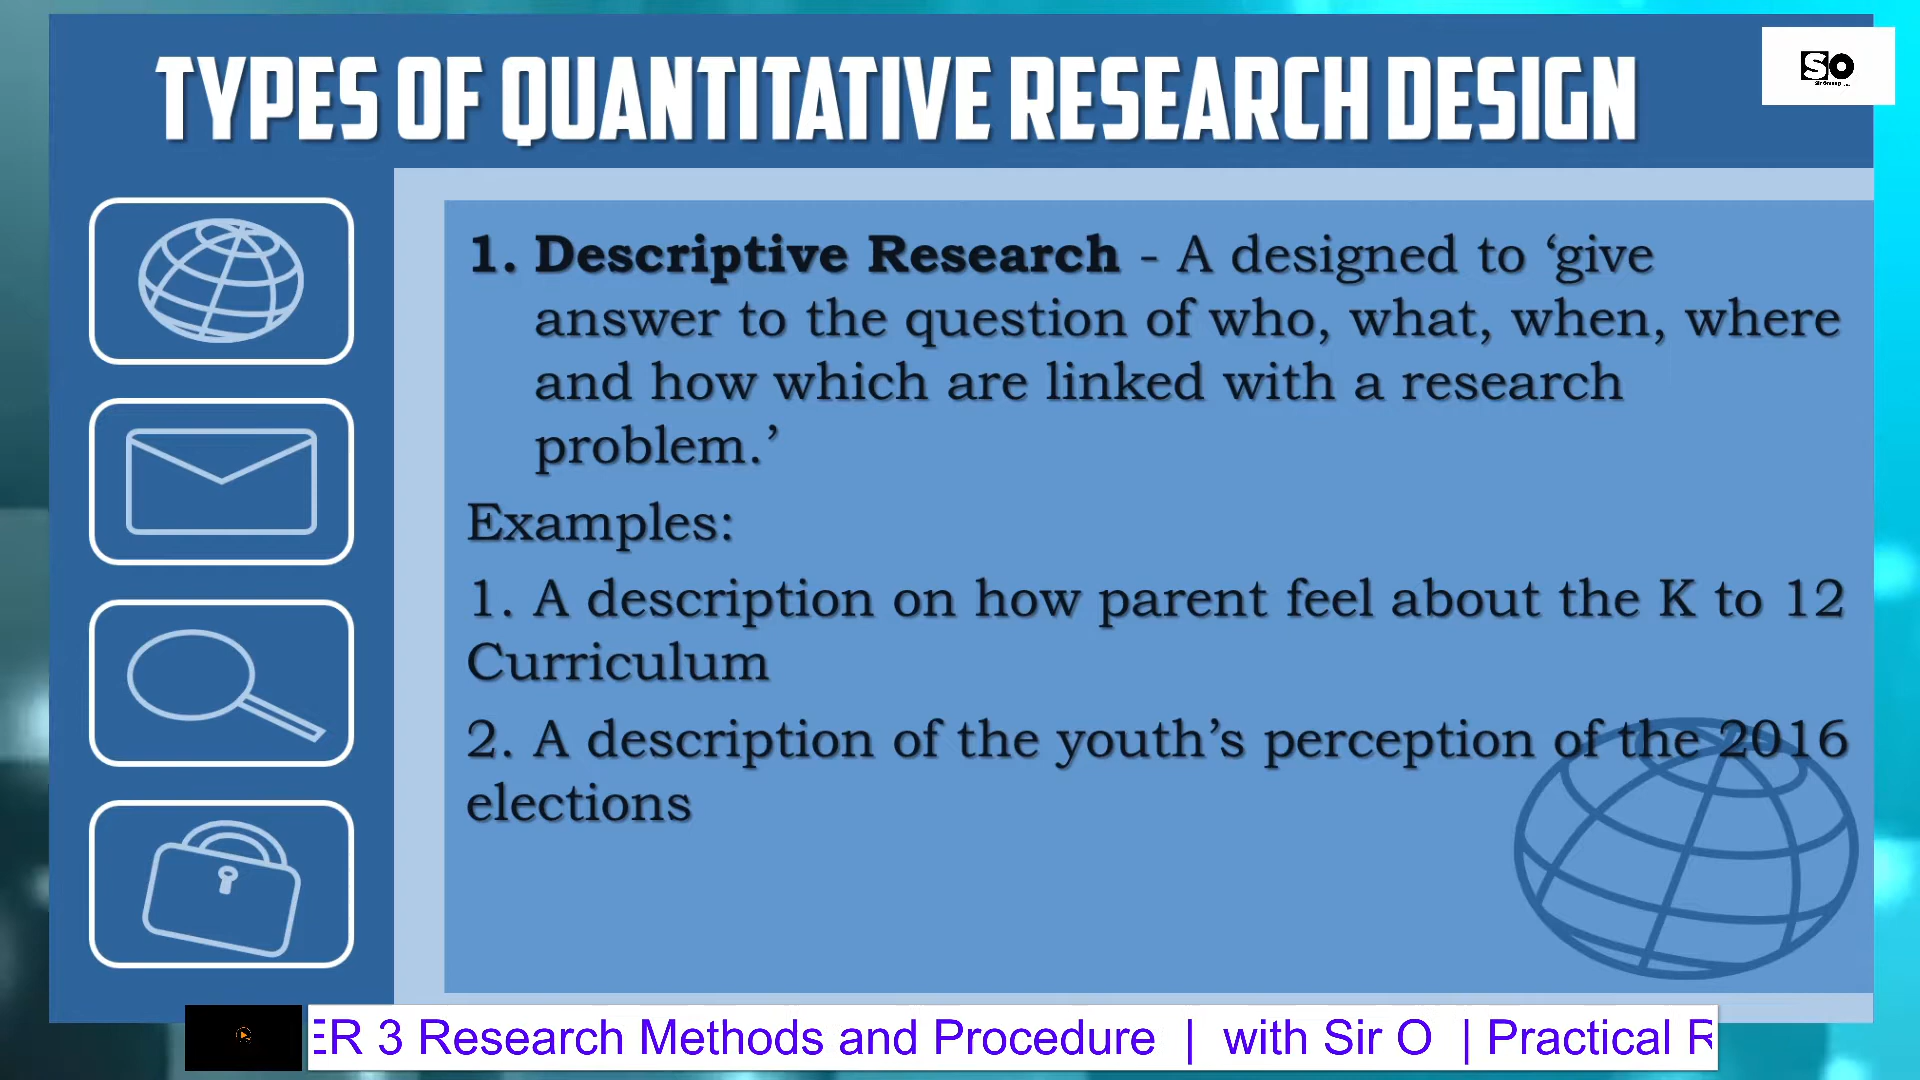 TYPES OF QUANTITATIVE RESEARCH DESIGN
SO
1. Descriptive Research - A designed to ‘give
answer to the question of who, what, when, where
and how which are linked with a research
problem.’
Examples:
1. A description on how parent feel about the K to 12
Curriculum
2. A description of the youth’s perception of the 2016
elections
ER 3 Research Methods and Procedure | with Sir O | Practical R